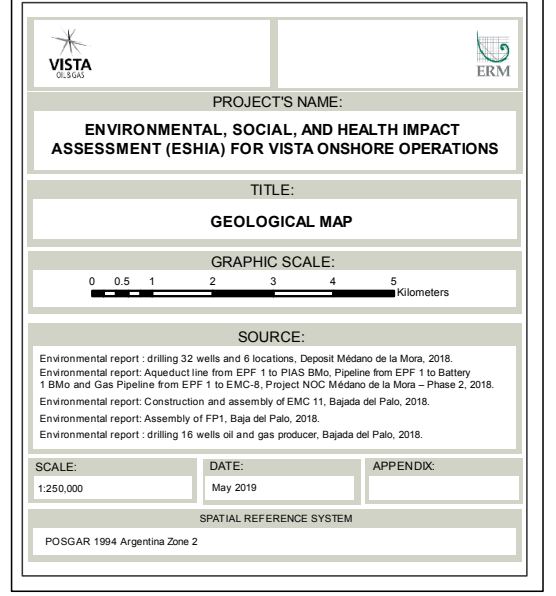 VISTA
OIL & GAS
ERM
PROJECT'S NAME:
ENVIRONMENTAL, SOCIAL, AND HEALTH IMPACT
ASSESSMENT (ESHIA) FOR VISTA ONSHORE OPERATIONS
TITLE:
GEOLOGICAL MAP
GRAPHIC SCALE:
0 0.5 1 2 3 4 5
Kilometers
SOURCE:
Environmental report : drilling 32 wells and 6 locations, Deposit Médano de la Mora, 2018.
Environmental report: Aqueduct line from EPF 1 to PIAS BMo, Pipeline from EPF 1 to Battery
1 BMo and Gas Pipeline from EPF 1 to EMC-8, Project NOC Médano de la Mora – Phase 2, 2018.
Environmental report: Construction and assembly of EMC 11, Bajada del Palo, 2018.
Environmental report: Assembly of FP1, Baja del Palo, 2018.
Environmental report : drilling 16 wells oil and gas producer, Bajada del Palo, 2018.
SCALE: DATE: APPENDIX:
1:250,000 May 2019
SPATIAL REFERENCE SYSTEM
POSGAR 1994 Argentina Zone 2